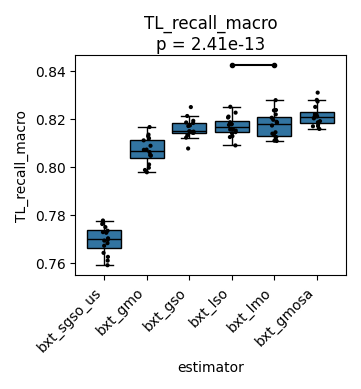 TL_recall_macro
p = 2.41e-13
TL_recall_macro
0.84
0.82
0.80
0.78
0.76
bxt_sgso_us
bxt_gmo
bxt_gso
bxt_lso
bxt_lmo
bxt_gmosa
estimator